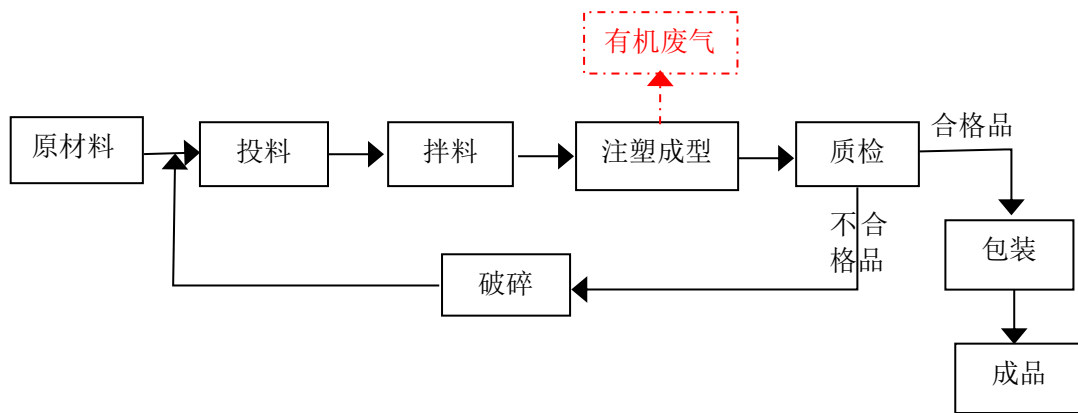 有机废气
原材料
投料
拌料
注塑成型
质检
合格品
不合
格品
包装
破碎
成品